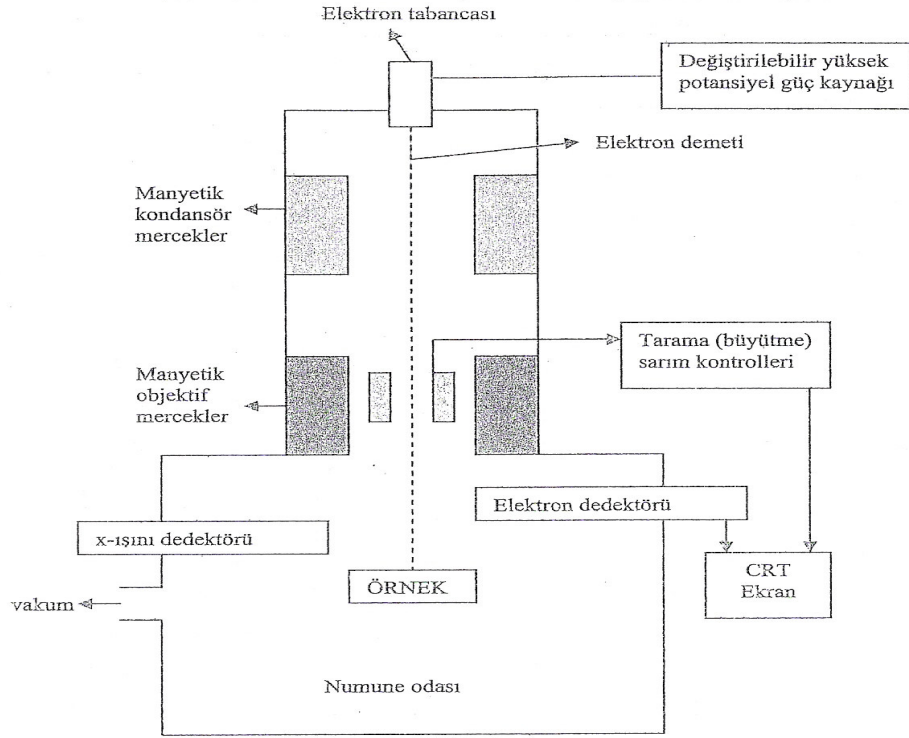 Elektron tabancası
Değiştirilebilir yüksek
potansiyel güç kaynağı
Elektron demeti
Manyetik
kondansör
mercekler
Tarama (büyütme)
sarım kontrolleri
Manyetik
objektif
mercekler
Elektron dedektörü
x-ışını dedektörü
CRT
Ekran
ÖRNEK
vakum
Numune odası